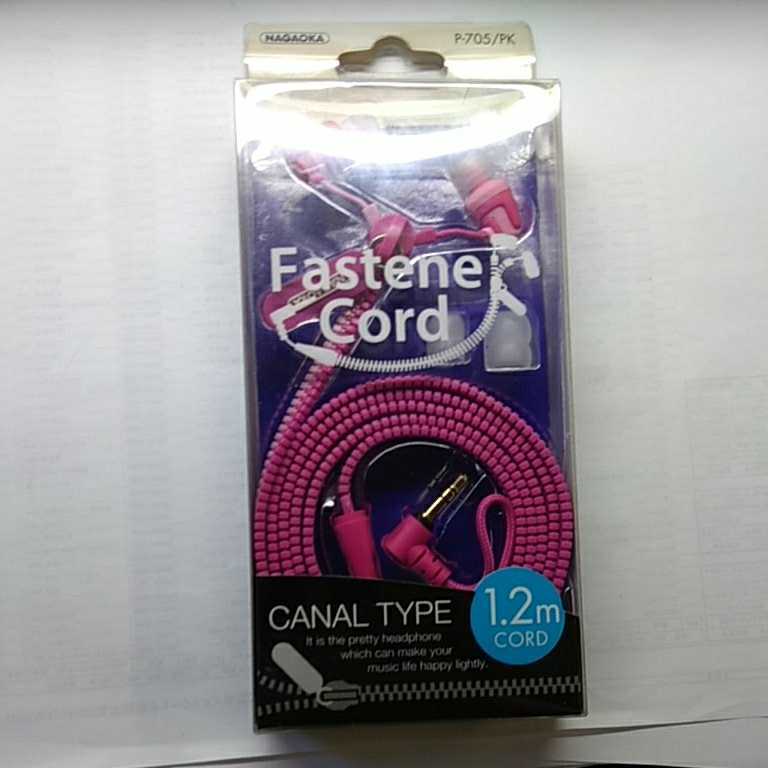 NAGAOKA
P-705/PK
Fastene
Cord
CANAL TYPE
It is the pretty headphone
which can make your
music life happy lightly.
1.2m
CORD